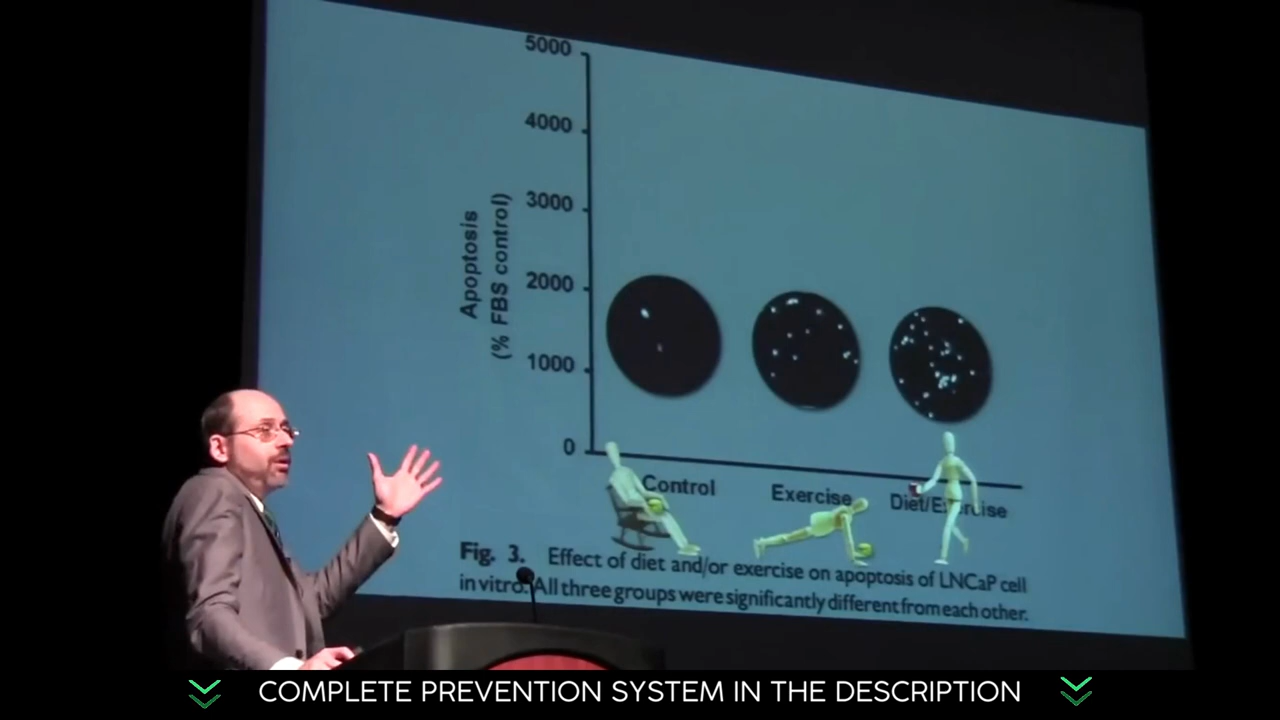 5000
4000
3000
2000
1000
0
Apoptosis
(% FBS control)
Control
Exercise
Diet/Exercise
Fig. 3. Effect of diet and/or exercise on apoptosis of LNCaP cell
in vitro. All three groups were significantly different from each other.
COMPLETE PREVENTION SYSTEM IN THE DESCRIPTION